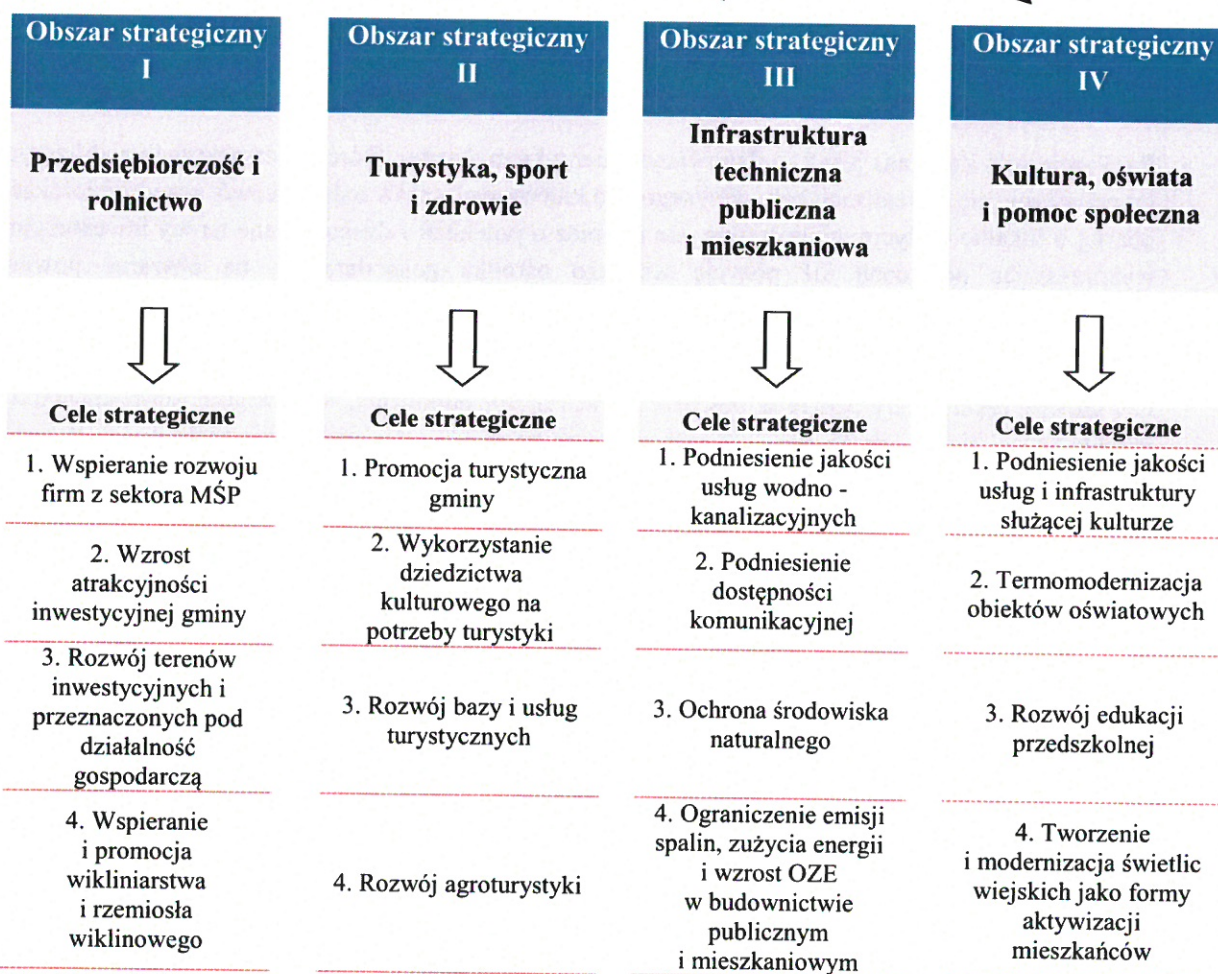 Obszar strategiczny
I
Przedsiębiorczość i
rolnictwo
Cele strategiczne
1. Wspieranie rozwoju
firm z sektora MŚP
2. Wzrost
atrakcyjności
inwestycyjnej gminy
3. Rozwój terenów
inwestycyjnych i
przeznaczonych pod
działalność
gospodarczą
4. Wspieranie
i promocja
wikliniarstwa
i rzemiosła
wiklinowego
Obszar strategiczny
II
Turystyka, sport
i zdrowie
Cele strategiczne
1. Promocja turystyczna
gminy
2. Wykorzystanie
dziedzictwa
kulturowego na
potrzeby turystyki
3. Rozwój bazy i usług
turystycznych
4. Rozwój agroturystyki
Obszar strategiczny
III
Infrastruktura
techniczna
publiczna
i mieszkaniowa
Cele strategiczne
1. Podniesienie jakości
usług wodno -
kanalizacyjnych
2. Podniesienie
dostępności
komunikacyjnej
3. Ochrona środowiska
naturalnego
4. Ograniczenie emisji
spalin, zużycia energii
i wzrost OZE
w budownictwie
publicznym
i mieszkaniowym
Obszar strategiczny
IV
Kultura, oświata
i pomoc społeczna
Cele strategiczne
1. Podniesienie jakości
usług i infrastruktury
służącej kulturze
2. Termomodernizacja
obiektów oświatowych
3. Rozwój edukacji
przedszkolnej
4. Tworzenie
i modernizacja świetlic
wiejskich jako formy
aktywizacji
mieszkańców